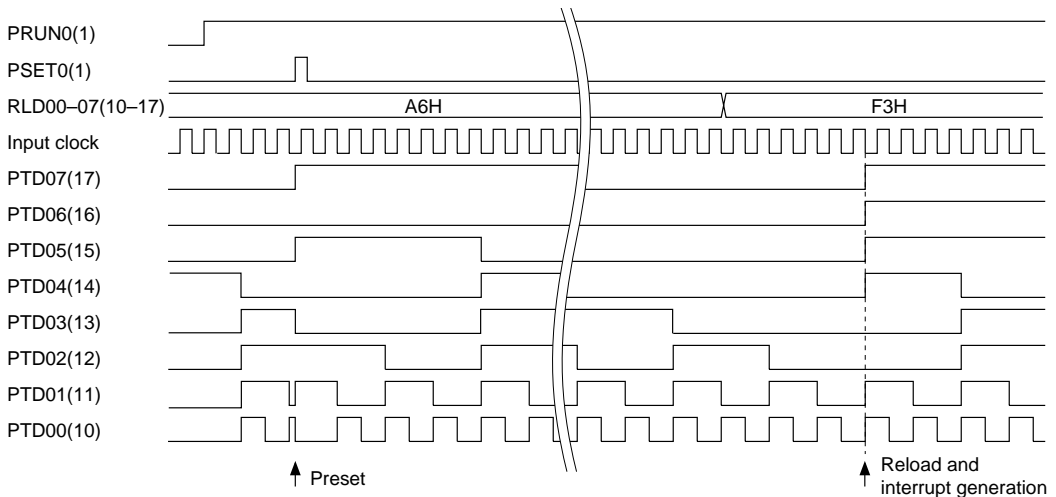 PRUN0(1)
PSET0(1)
RLD00–07(10–17)
A6H
F3H
Input clock
PTD07(17)
PTD06(16)
PTD05(15)
PTD04(14)
PTD03(13)
PTD02(12)
PTD01(11)
PTD00(10)
Preset
Reload and
interrupt generation